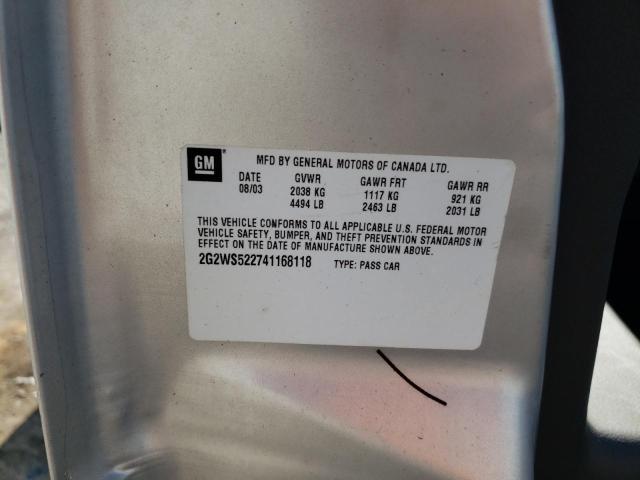 GM
MFD BY GENERAL MOTORS OF CANADA LTD.
DATE GVWR GAWR FRT GAWR RR
08/03 2038 KG 1117 KG 921 KG
4494 LB 2463 LB 2031 LB
THIS VEHICLE CONFORMS TO ALL APPLICABLE U.S. FEDERAL MOTOR
VEHICLE SAFETY, BUMPER, AND THEFT PREVENTION STANDARDS IN
EFFECT ON THE DATE OF MANUFACTURE SHOWN ABOVE.
2G2WS522741168118 TYPE: PASS CAR